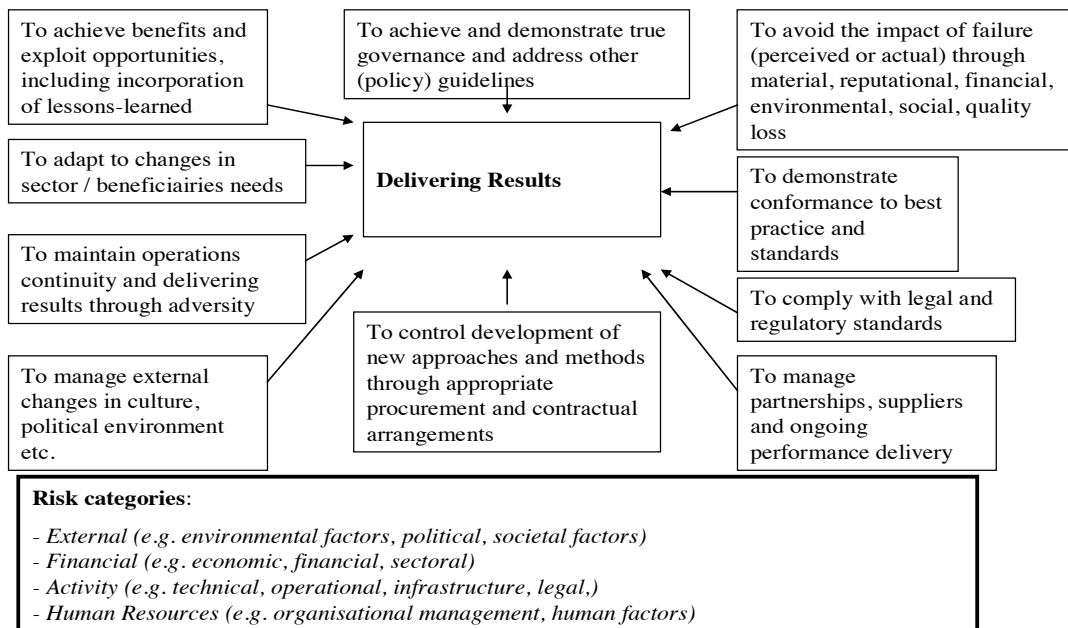 To achieve benefits and
exploit opportunities,
including incorporation
of lessons-learned
To achieve and demonstrate true
governance and address other
(policy) guidelines
To avoid the impact of failure
(perceived or actual) through
material, reputational, financial,
environmental, social, quality
loss
To adapt to changes in
sector / beneficiairies needs
Delivering Results
To demonstrate
conformance to best
practice and
standards
To maintain operations
continuity and delivering
results through adversity
To comply with legal and
regulatory standards
To manage external
changes in culture,
political environment
etc.
To control development of
new approaches and methods
through appropriate
procurement and contractual
arrangements
To manage
partnerships, suppliers
and ongoing
performance delivery
Risk categories:
- External (e.g. environmental factors, political, societal factors)
- Financial (e.g. economic, financial, sectoral)
- Activity (e.g. technical, operational, infrastructure, legal,)
- Human Resources (e.g. organisational management, human factors)